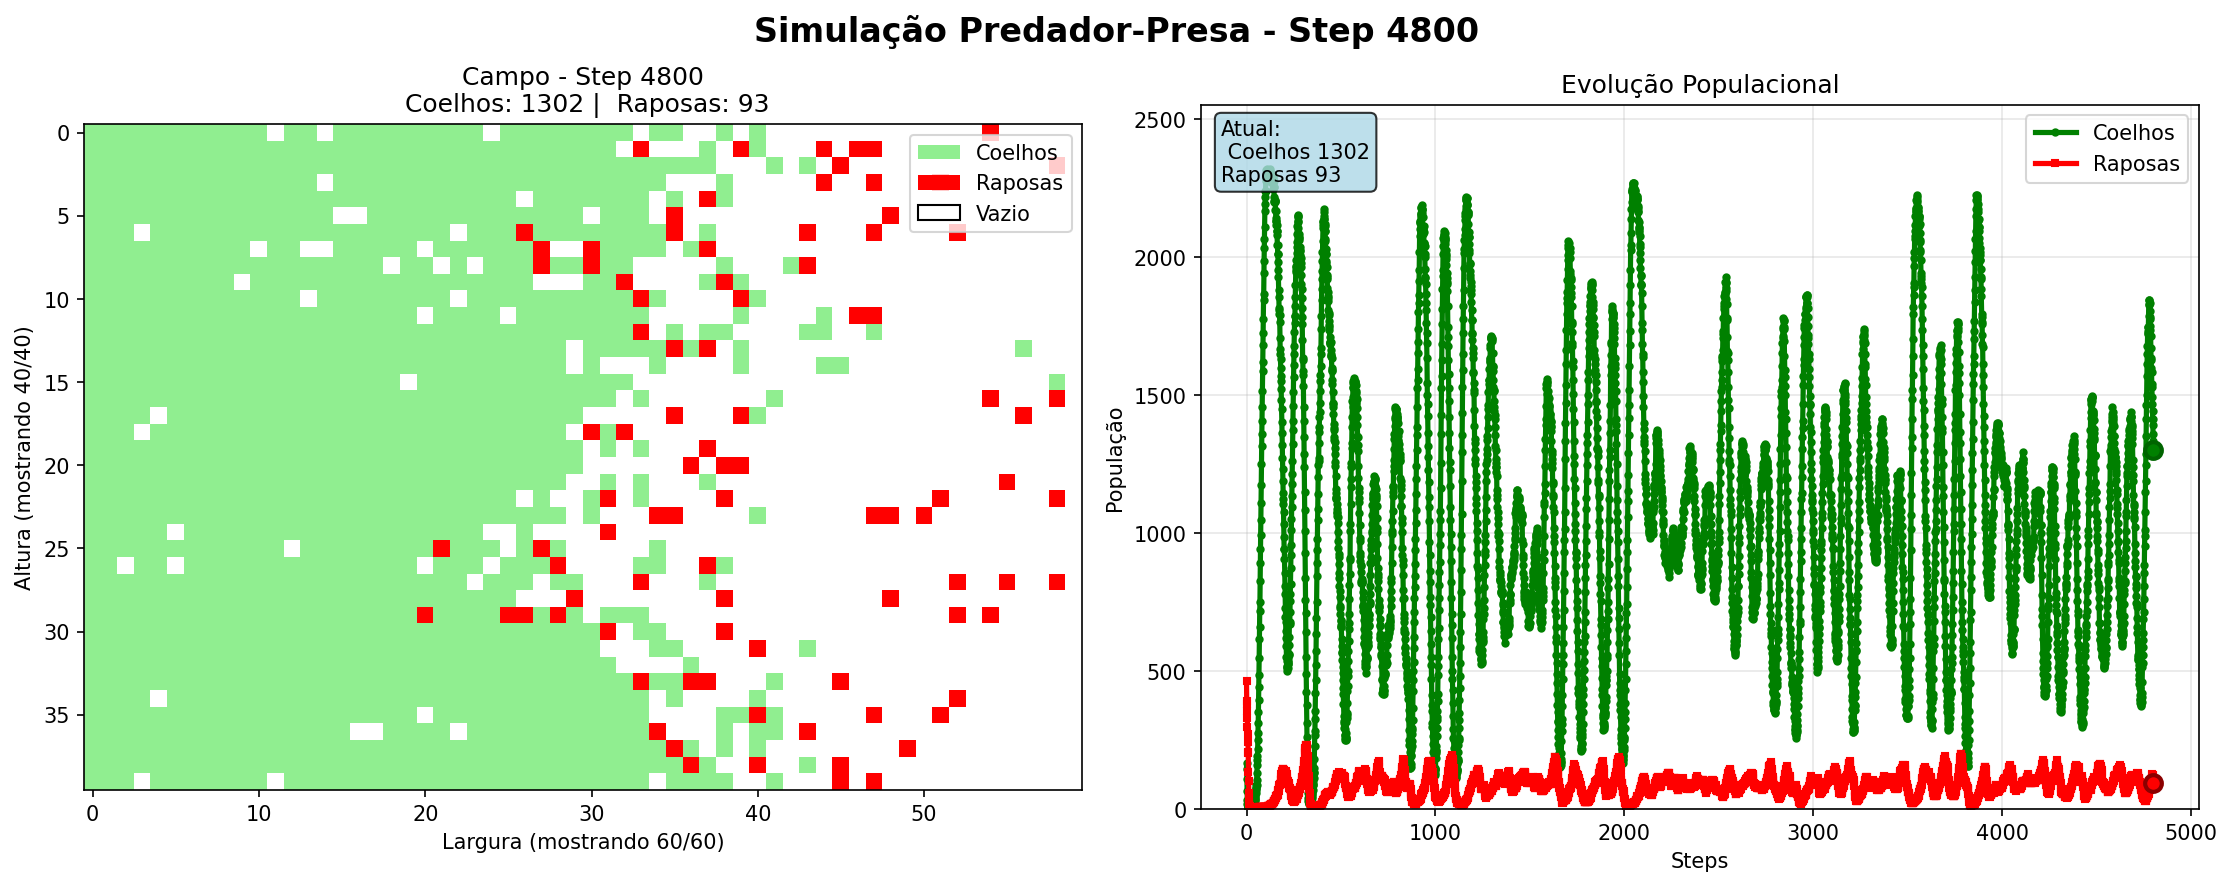 Simulação Predador-Presa - Step 4800
Campo - Step 4800
Coelhos: 1302 |  Raposas: 93
Coelhos
Raposas
Vazio
0
5
10
15
20
25
30
35
Altura (mostrando 40/40)
0
10
20
30
40
50
Largura (mostrando 60/60)
Evolução Populacional
Atual:
Coelhos 1302
Raposas 93
Coelhos
Raposas
2500
2000
1500
1000
500
0
População
0
1000
2000
3000
4000
5000
Steps